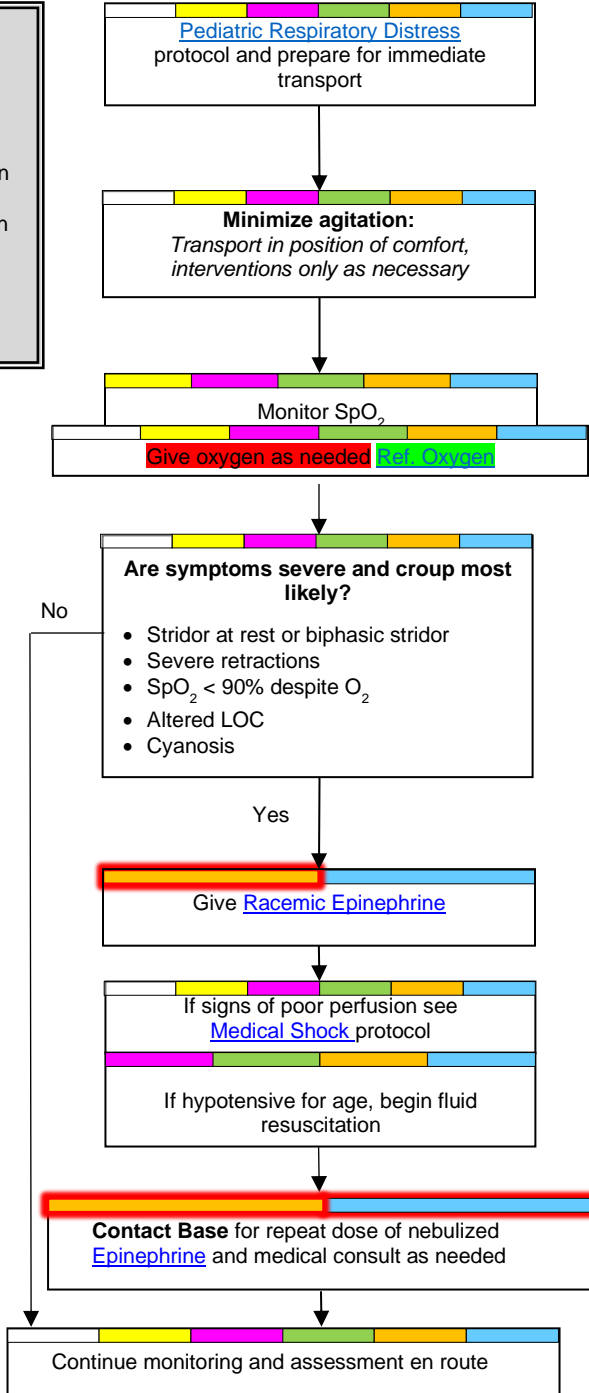 Pediatric Respiratory Distress
protocol and prepare for immediate
transport
Minimize agitation:
Transport in position of comfort,
interventions only as necessary
Monitor SpO2
Give oxygen as needed Ref. Oxygen
Are symptoms severe and croup most
likely?
• Stridor at rest or biphasic stridor
• Severe retractions
• SpO2 < 90% despite O2
• Altered LOC
• Cyanosis
No
Yes
Give Racemic Epinephrine
If signs of poor perfusion see
Medical Shock protocol
If hypotensive for age, begin fluid
resuscitation
Contact Base for repeat dose of nebulized
Epinephrine and medical consult as needed
Continue monitoring and assessment en route